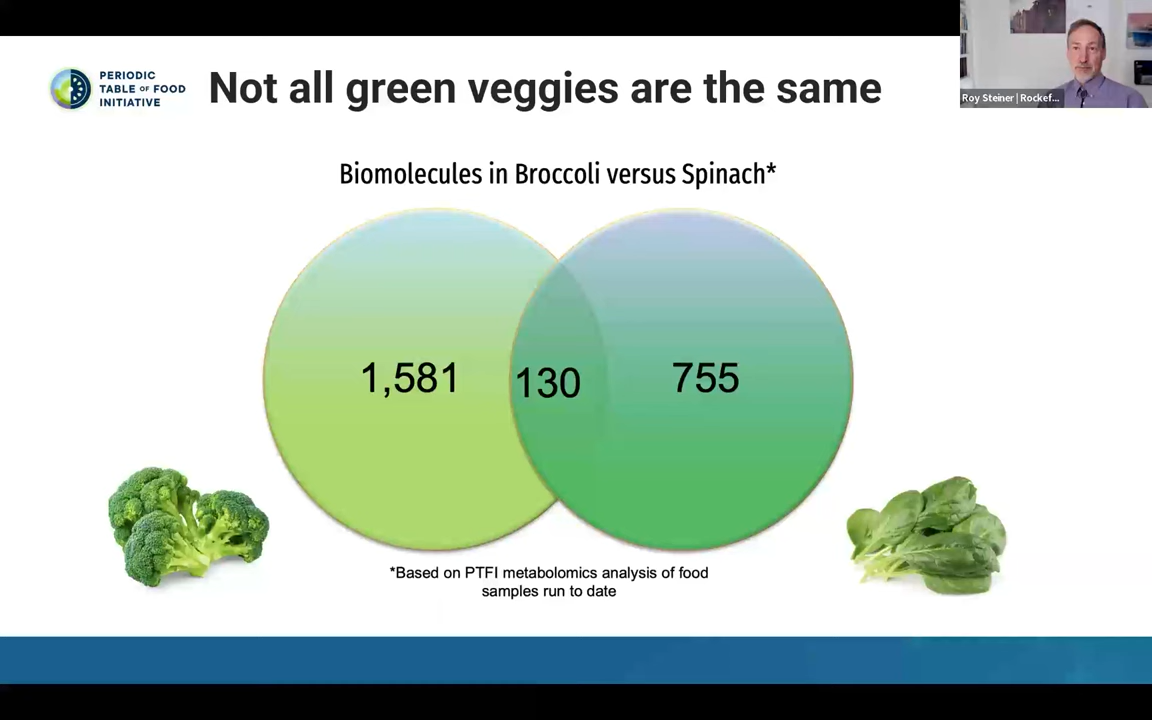 PERIODIC
TABLE OF FOOD
INITIATIVE
Not all green veggies are the same
Roy Steiner | Rockef...
Biomolecules in Broccoli versus Spinach*
1,581
130
755
*Based on PTFI metabolomics analysis of food
samples run to date